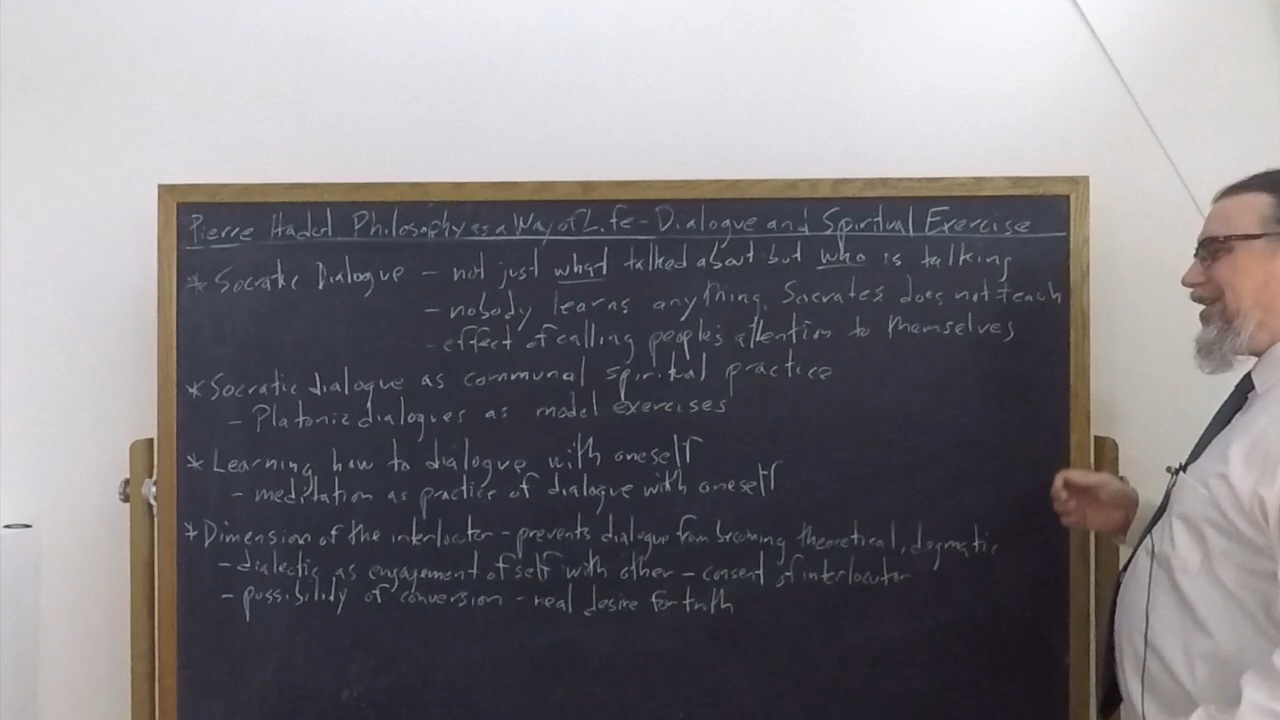 Pierre Hadot Philosophy as a Way of Life - Dialogue and Spiritual Exercise
* Socratic Dialogue - not just what talked about but who is talking
- nobody learns anything, Socrates does not teach
- effect of calling people's attention to themselves
* Socratic dialogue as communal spiritual practice
- Platonic dialogues as model exercises
* Learning how to dialogue with oneself
- meditation as practice of dialogue with oneself
* Dimension of the interlocutor - prevents dialogue from becoming theoretical, dogmatic
- dialectic as engagement of self with other - consent of interlocutor
- possibility of conversion - real desire for truth